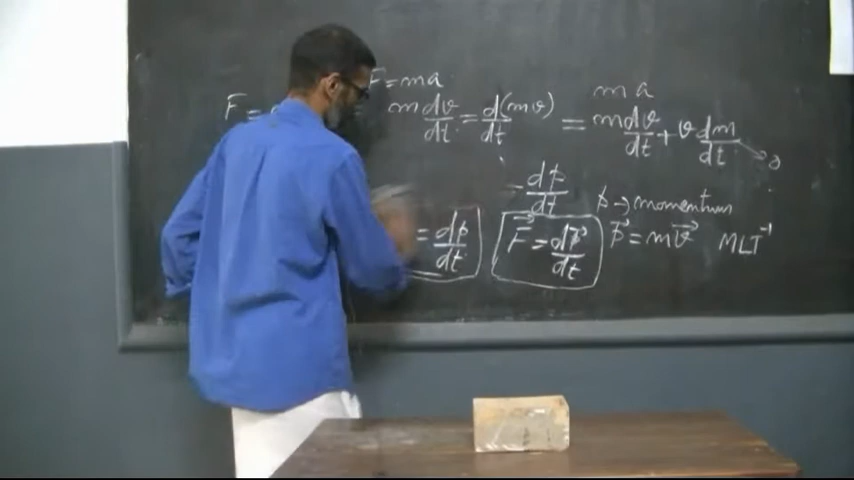 F = ma
ma
F =
m dv/dt = d/dt (mv) = m dv/dt + v dm/dt → 0
= dp/dt p → momentum
= dp/dt F⃗ = dp⃗/dt p⃗ = mv⃗ MLT⁻¹